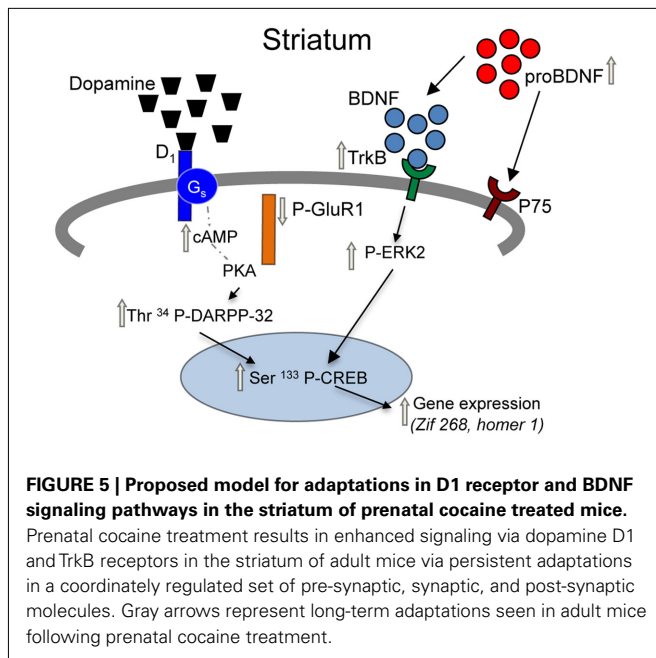 Striatum
Dopamine
proBDNF
BDNF
TrkB
D1
Gs
P75
P-GluR1
cAMP
P-ERK2
PKA
Thr 34 P-DARPP-32
Ser 133 P-CREB
Gene expression
(Zif 268, homer 1)
FIGURE 5 | Proposed model for adaptations in D1 receptor and BDNF
signaling pathways in the striatum of prenatal cocaine treated mice.
Prenatal cocaine treatment results in enhanced signaling via dopamine D1
and TrkB receptors in the striatum of adult mice via persistent adaptations
in a coordinately regulated set of pre-synaptic, synaptic, and post-synaptic
molecules. Gray arrows represent long-term adaptations seen in adult mice
following prenatal cocaine treatment.